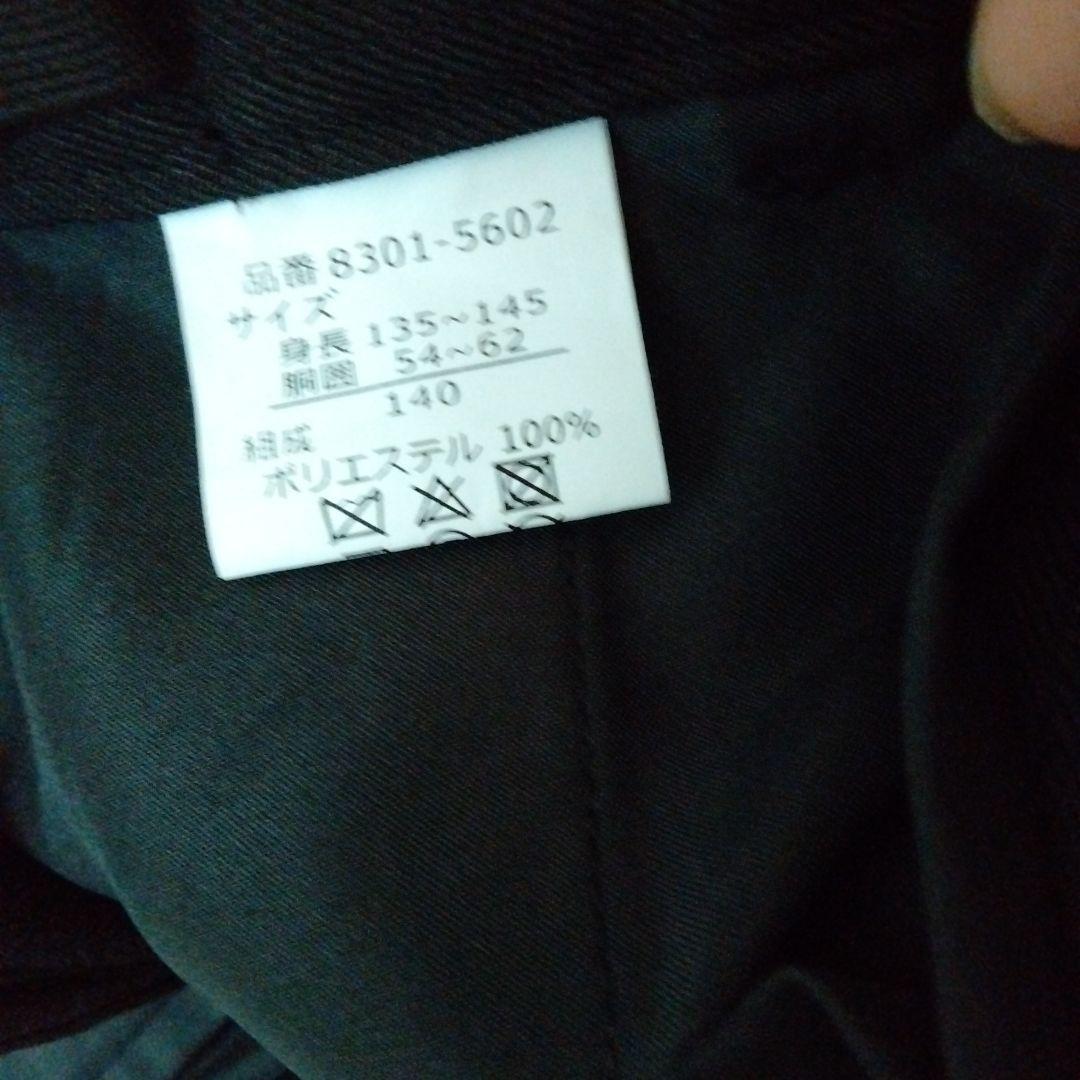 品番 8301-5602
サイズ
身長 135～145
胴囲 54～62
140
組成
ポリエステル 100%